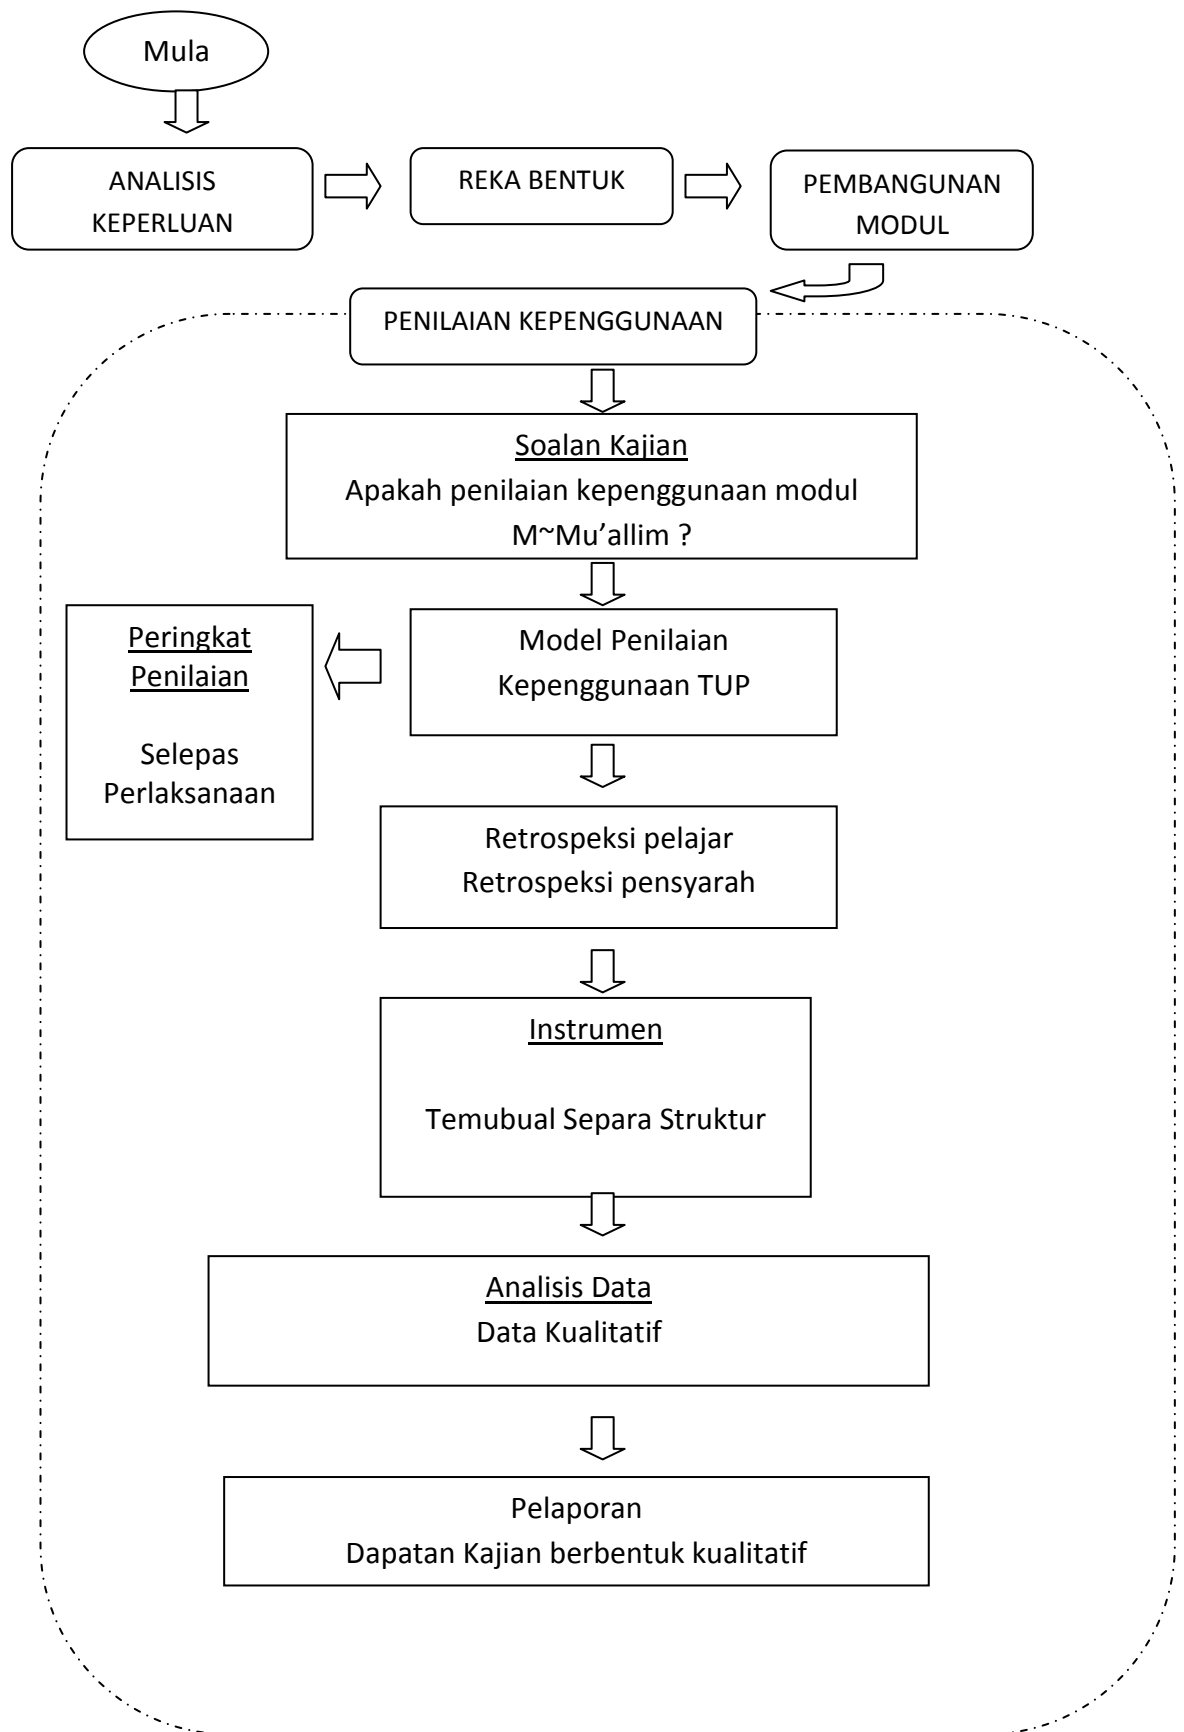 Mula
ANALISIS
KEPERLUAN
REKA BENTUK
PEMBANGUNAN
MODUL
PENILAIAN KEPENGGUNAAN
Soalan Kajian
Apakah penilaian kepenggunaan modul
M~Mu’allim ?
Peringkat
Penilaian
Selepas
Perlaksanaan
Model Penilaian
Kepenggunaan TUP
Retrospeksi pelajar
Retrospeksi pensyarah
Instrumen
Temubual Separa Struktur
Analisis Data
Data Kualitatif
Pelaporan
Dapatan Kajian berbentuk kualitatif